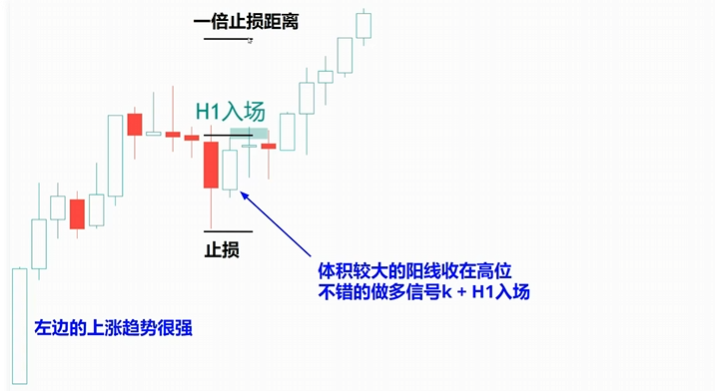 一倍止损距离
H1入场
止损
体积较大的阳线收在高位
不错的做多信号k + H1入场
左边的上涨趋势很强